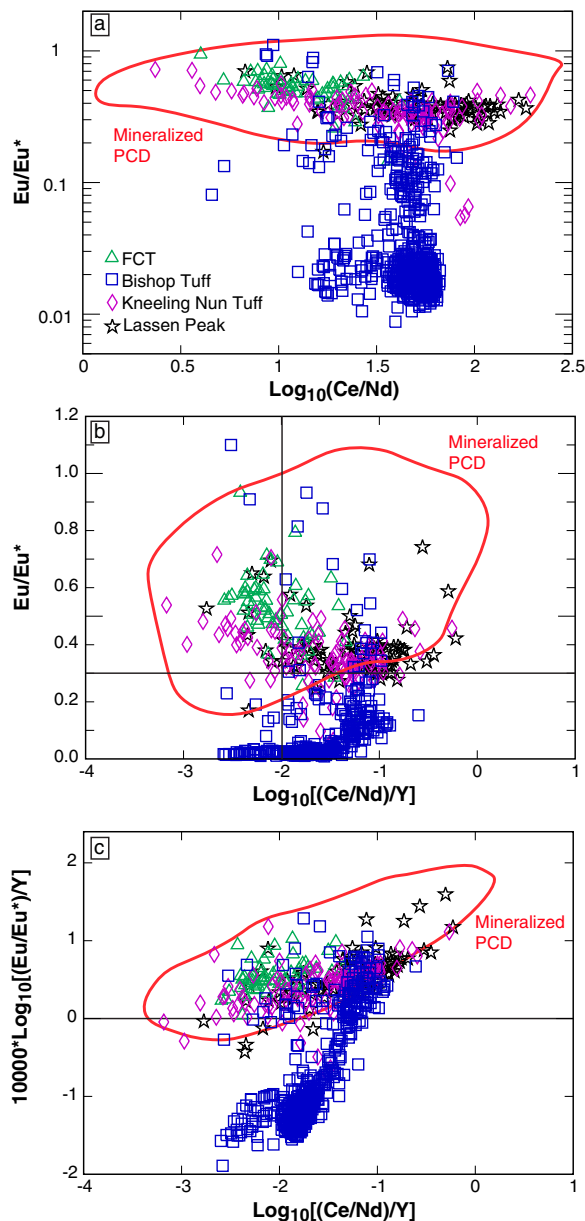 a
1
0.1
0.01
Eu/Eu*
Mineralized
PCD
FCT
Bishop Tuff
Kneeling Nun Tuff
Lassen Peak
0
0.5
1.0
1.5
2.0
2.5
Log10(Ce/Nd)
b
1.2
1.0
0.8
0.6
0.4
0.2
0.0
Eu/Eu*
Mineralized
PCD
-4
-3
-2
-1
0
1
Log10[(Ce/Nd)/Y]
c
2
1
0
-1
-2
10000*Log10[(Eu/Eu*)/Y]
Mineralized
PCD
-4
-3
-2
-1
0
1
Log10[(Ce/Nd)/Y]